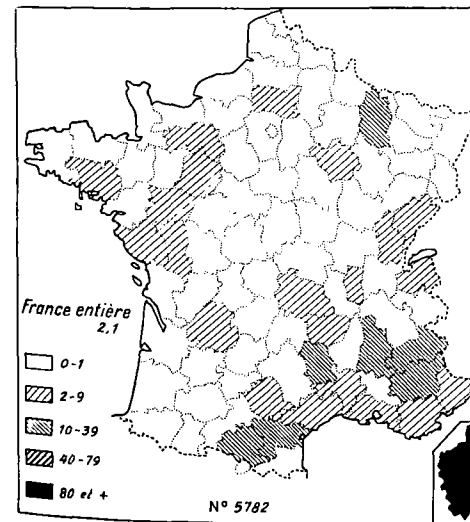 France entière
2,1
0-1
2-9
10-39
40-79
80 et +
N° 5782